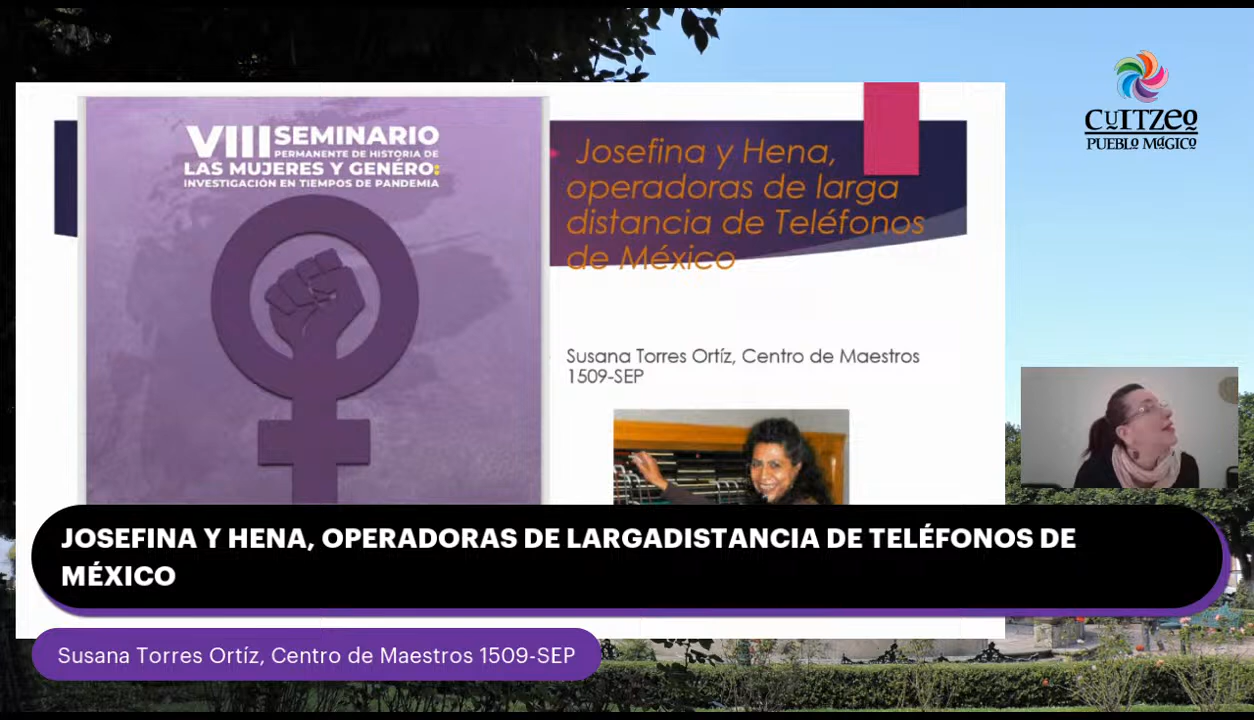 VIII SEMINARIO
PERMANENTE DE HISTORIA DE
LAS MUJERES Y GENÉRO:
INVESTIGACIÓN EN TIEMPOS DE PANDEMIA
Josefina y Hena,
operadoras de larga
distancia de Teléfonos
de México
Susana Torres Ortíz, Centro de Maestros
1509-SEP
CUITZEO
PUEBLO MÁGICO
JOSEFINA Y HENA, OPERADORAS DE LARGADISTANCIA DE TELÉFONOS DE
MÉXICO
Susana Torres Ortíz, Centro de Maestros 1509-SEP